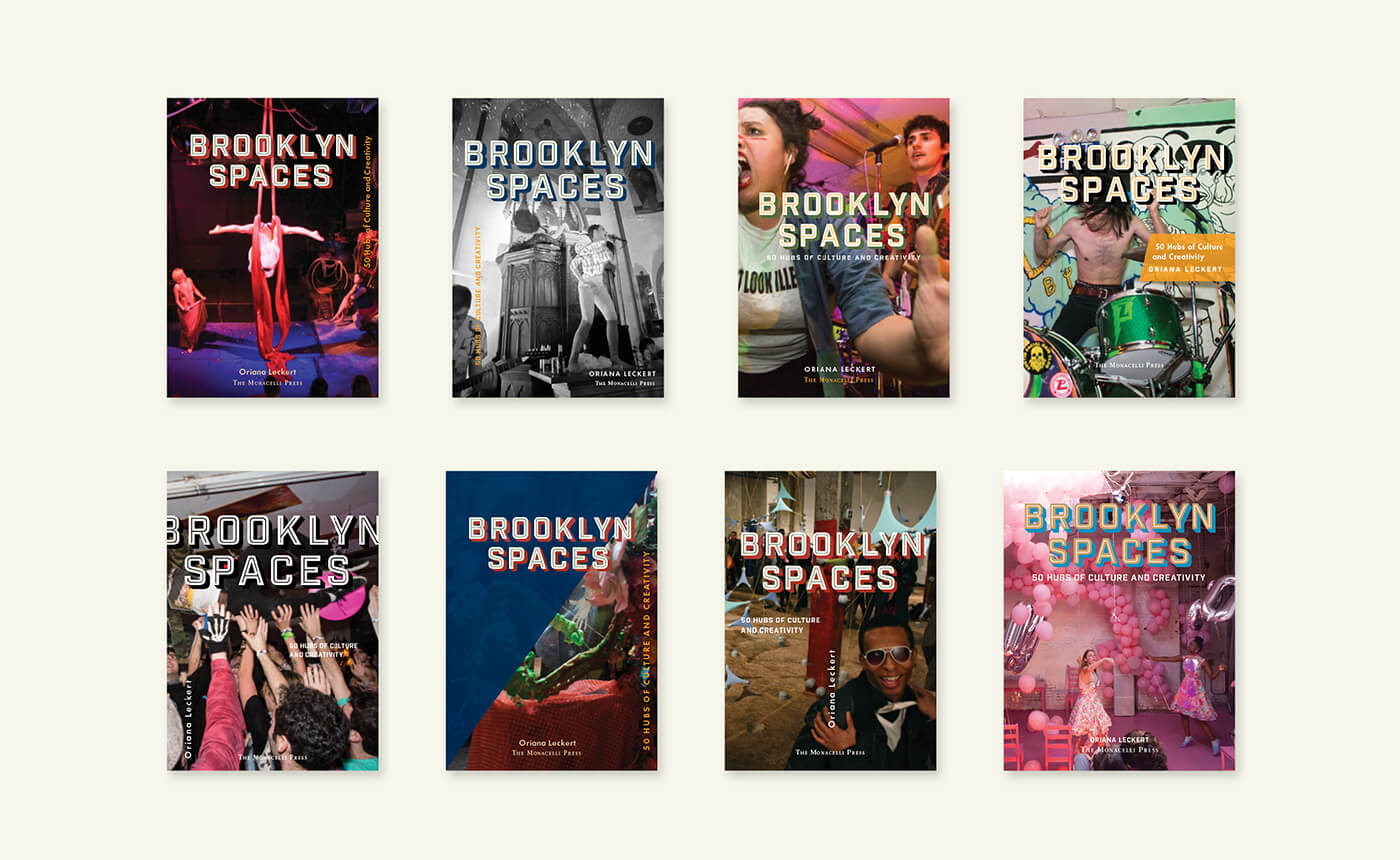 BROOKLYN
SPACES
50 Hubs of Culture and Creativity
Oriana Leckert
The Monacelli Press
BROOKLYN
SPACES
50 HUBS OF CULTURE AND CREATIVITY
ORIANA LECKERT
The Monacelli Press
BROOKLYN
SPACES
50 HUBS OF CULTURE AND CREATIVITY
T LOOK ILLE
ORIANA LECKERT
The Monacelli Press
BROOKLYN
SPACES
50 Hubs of Culture
and Creativity
ORIANA LECKERT
BY
The Monacelli Press
BROOKLYN
SPACES
50 HUBS OF CULTURE
AND CREATIVITY
Oriana Leckert
The Monacelli Press
BROOKLYN
SPACES
50 HUBS OF CULTURE AND CREATIVITY
Oriana Leckert
The Monacelli Press
BROOKLYN
SPACES
50 HUBS OF CULTURE
AND CREATIVITY
Oriana Leckert
The Monacelli Press
BROOKLYN
SPACES
50 HUBS OF CULTURE AND CREATIVITY
ORIANA LECKERT
The Monacelli Press